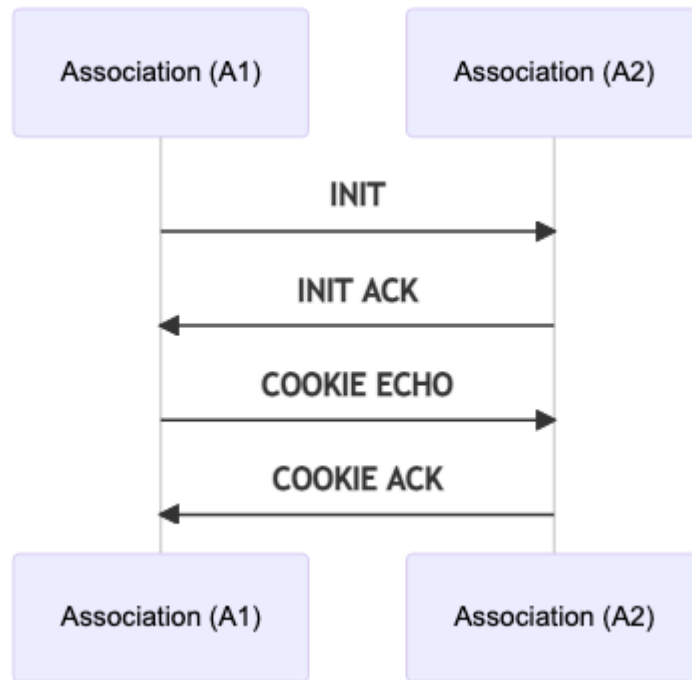 Association (A1)
Association (A2)
INIT
INIT ACK
COOKIE ECHO
COOKIE ACK
Association (A1)
Association (A2)